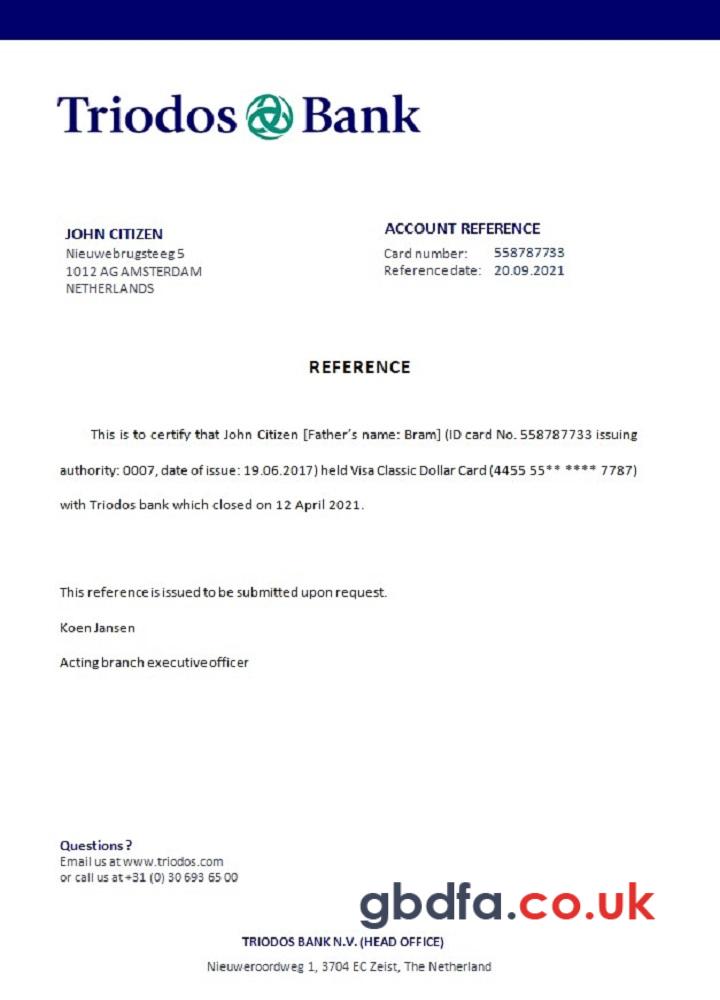 Triodos Bank
JOHN CITIZEN
Nieuwebrugsteeg 5
1012 AG AMSTERDAM
NETHERLANDS
ACCOUNT REFERENCE
Card number: 558787733
Reference date: 20.09.2021
REFERENCE
This is to certify that John Citizen [Father's name: Bram] (ID card No. 558787733 issuing
authority: 0007, date of issue: 19.06.2017) held Visa Classic Dollar Card (4455 55** **** 7787)
with Triodos bank which closed on 12 April 2021.
This reference is issued to be submitted upon request.
Koen Jansen
Acting branch executive officer
Questions?
Email us at www.triodos.com
or call us at +31 (0) 30 693 65 00
gbdfa.co.uk
TRIODOS BANK N.V. (HEAD OFFICE)
Nieuweroordweg 1, 3704 EC Zeist, The Netherland